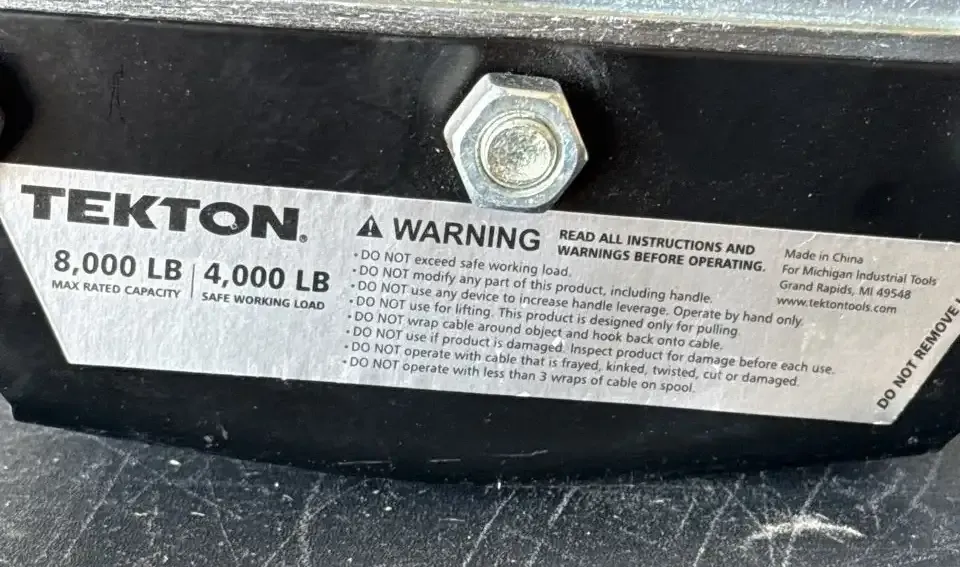 TEKTON®
8,000 LB | 4,000 LB
MAX RATED CAPACITY | SAFE WORKING LOAD
WARNING
READ ALL INSTRUCTIONS AND
WARNINGS BEFORE OPERATING.
• DO NOT exceed safe working load.
• DO NOT modify any part of this product, including handle.
• DO NOT use any device to increase handle leverage. Operate by hand only.
• DO NOT use for lifting. This product is designed only for pulling.
• DO NOT wrap cable around object and hook back onto cable.
• DO NOT use if product is damaged. Inspect product for damage before each use.
• DO NOT operate with cable that is frayed, kinked, twisted, cut or damaged.
• DO NOT operate with less than 3 wraps of cable on spool.
Made in China
For Michigan Industrial Tools
Grand Rapids, MI 49548
www.tektontools.com
DO NOT REMOVE